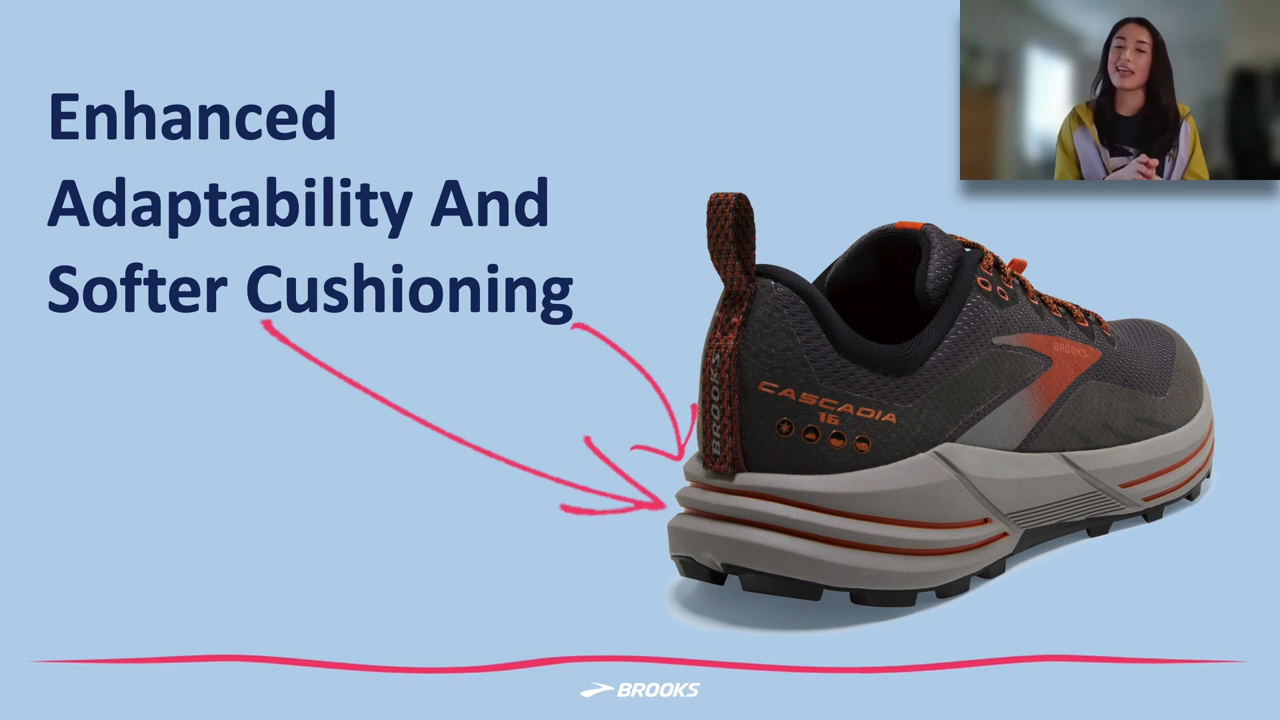 Enhanced
Adaptability And
Softer Cushioning
BROOKS
BROOKS
CASCADIA
16
BROOKS